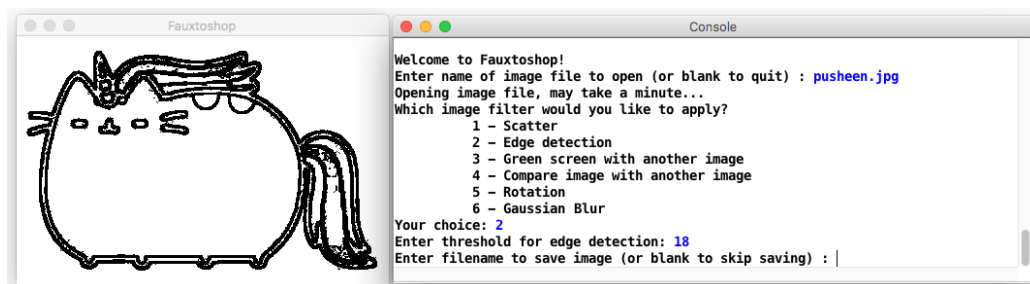 Fauxtoshop
Console
Welcome to Fauxtoshop!
Enter name of image file to open (or blank to quit) : pusheen.jpg
Opening image file, may take a minute...
Which image filter would you like to apply?
1 – Scatter
2 – Edge detection
3 – Green screen with another image
4 – Compare image with another image
5 – Rotation
6 – Gaussian Blur
Your choice: 2
Enter threshold for edge detection: 18
Enter filename to save image (or blank to skip saving) :